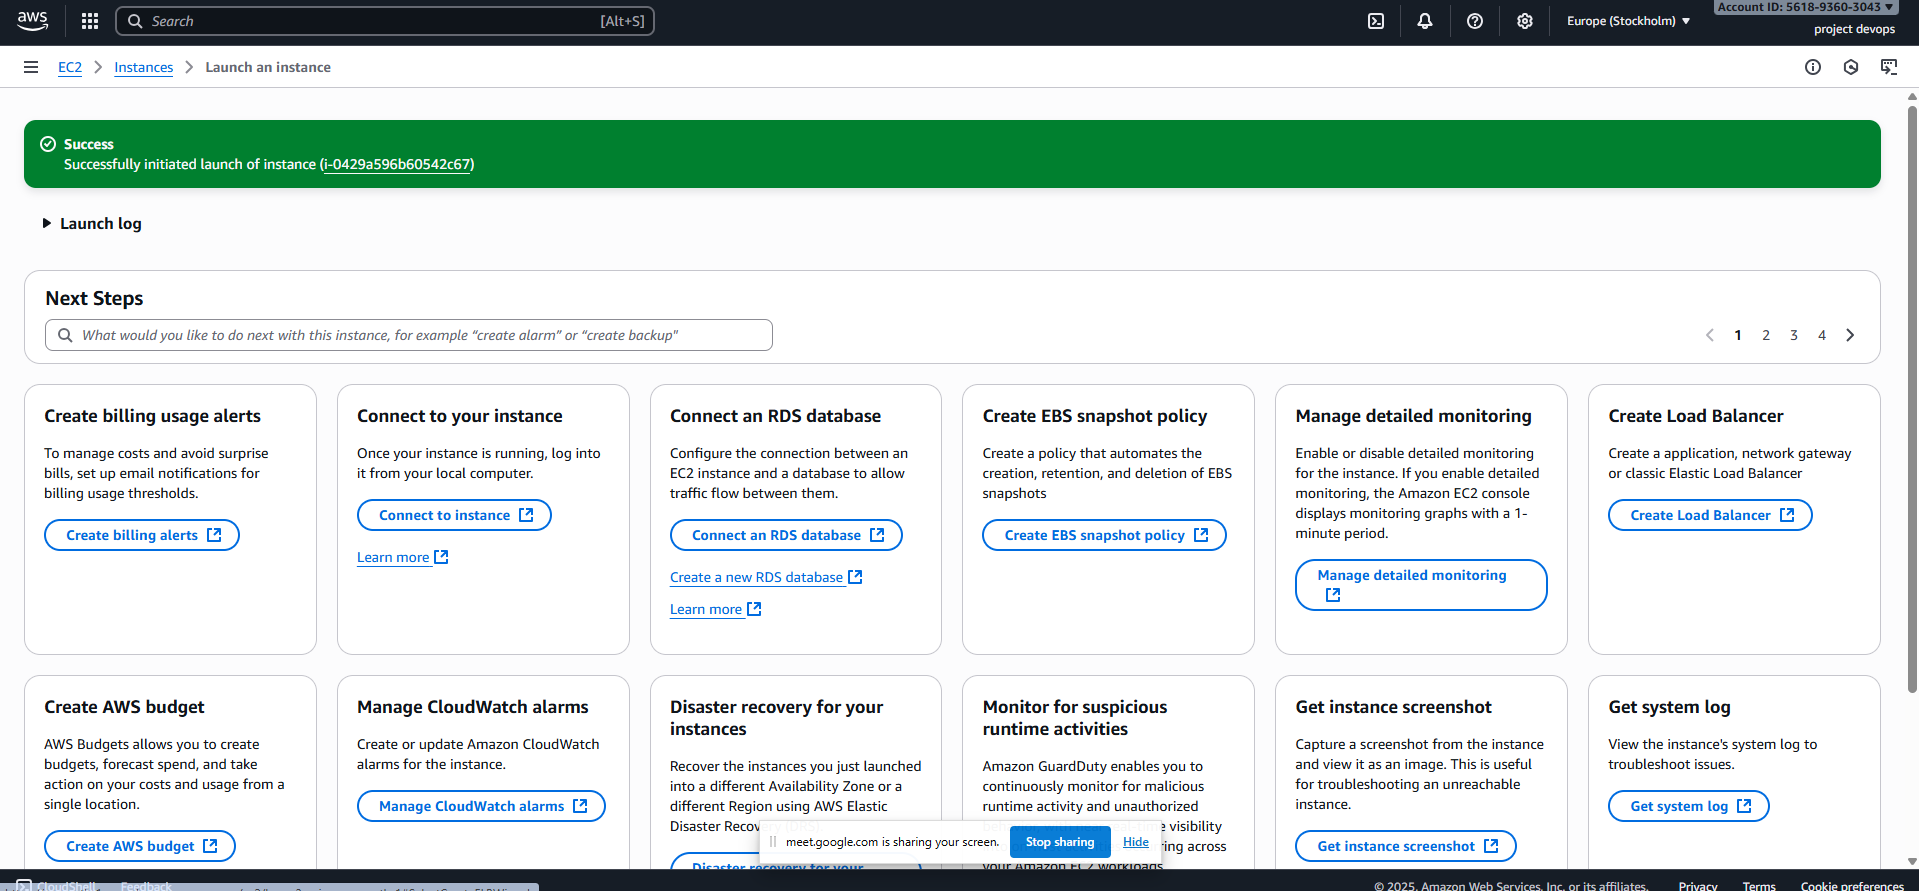 aws
Search
[Alt+S]
Europe (Stockholm)
Account ID: 5618-9360-3043
project devops
EC2
Instances
Launch an instance
Success
Successfully initiated launch of instance (i-0429a596b60542c67)
Launch log
Next Steps
What would you like to do next with this instance, for example “create alarm” or “create backup”
1 2 3 4
Create billing usage alerts
To manage costs and avoid surprise
bills, set up email notifications for
billing usage thresholds.
Create billing alerts
Connect to your instance
Once your instance is running, log into
it from your local computer.
Connect to instance
Learn more
Connect an RDS database
Configure the connection between an
EC2 instance and a database to allow
traffic flow between them.
Connect an RDS database
Create a new RDS database
Learn more
Create EBS snapshot policy
Create a policy that automates the
creation, retention, and deletion of EBS
snapshots
Create EBS snapshot policy
Manage detailed monitoring
Enable or disable detailed monitoring
for the instance. If you enable detailed
monitoring, the Amazon EC2 console
displays monitoring graphs with a 1-
minute period.
Manage detailed monitoring
Create Load Balancer
Create a application, network gateway
or classic Elastic Load Balancer
Create Load Balancer
Create AWS budget
AWS Budgets allows you to create
budgets, forecast spend, and take
action on your costs and usage from a
single location.
Create AWS budget
Manage CloudWatch alarms
Create or update Amazon CloudWatch
alarms for the instance.
Manage CloudWatch alarms
Disaster recovery for your
instances
Recover the instances you just launched
into a different Availability Zone or a
different Region using AWS Elastic
Disaster Recovery
Disaster recovery for your
Monitor for suspicious
runtime activities
Amazon GuardDuty enables you to
continuously monitor for malicious
runtime activity and unauthorized
visibility
across
your Amazon EC2 workloads.
Get instance screenshot
Capture a screenshot from the instance
and view it as an image. This is useful
for troubleshooting an unreachable
instance.
Get instance screenshot
Get system log
View the instance's system log to
troubleshoot issues.
Get system log
meet.google.com is sharing your screen.
Stop sharing
Hide
CloudShell
Feedback
© 2025, Amazon Web Services, Inc. or its affiliates.
Privacy
Terms
Cookie preferences